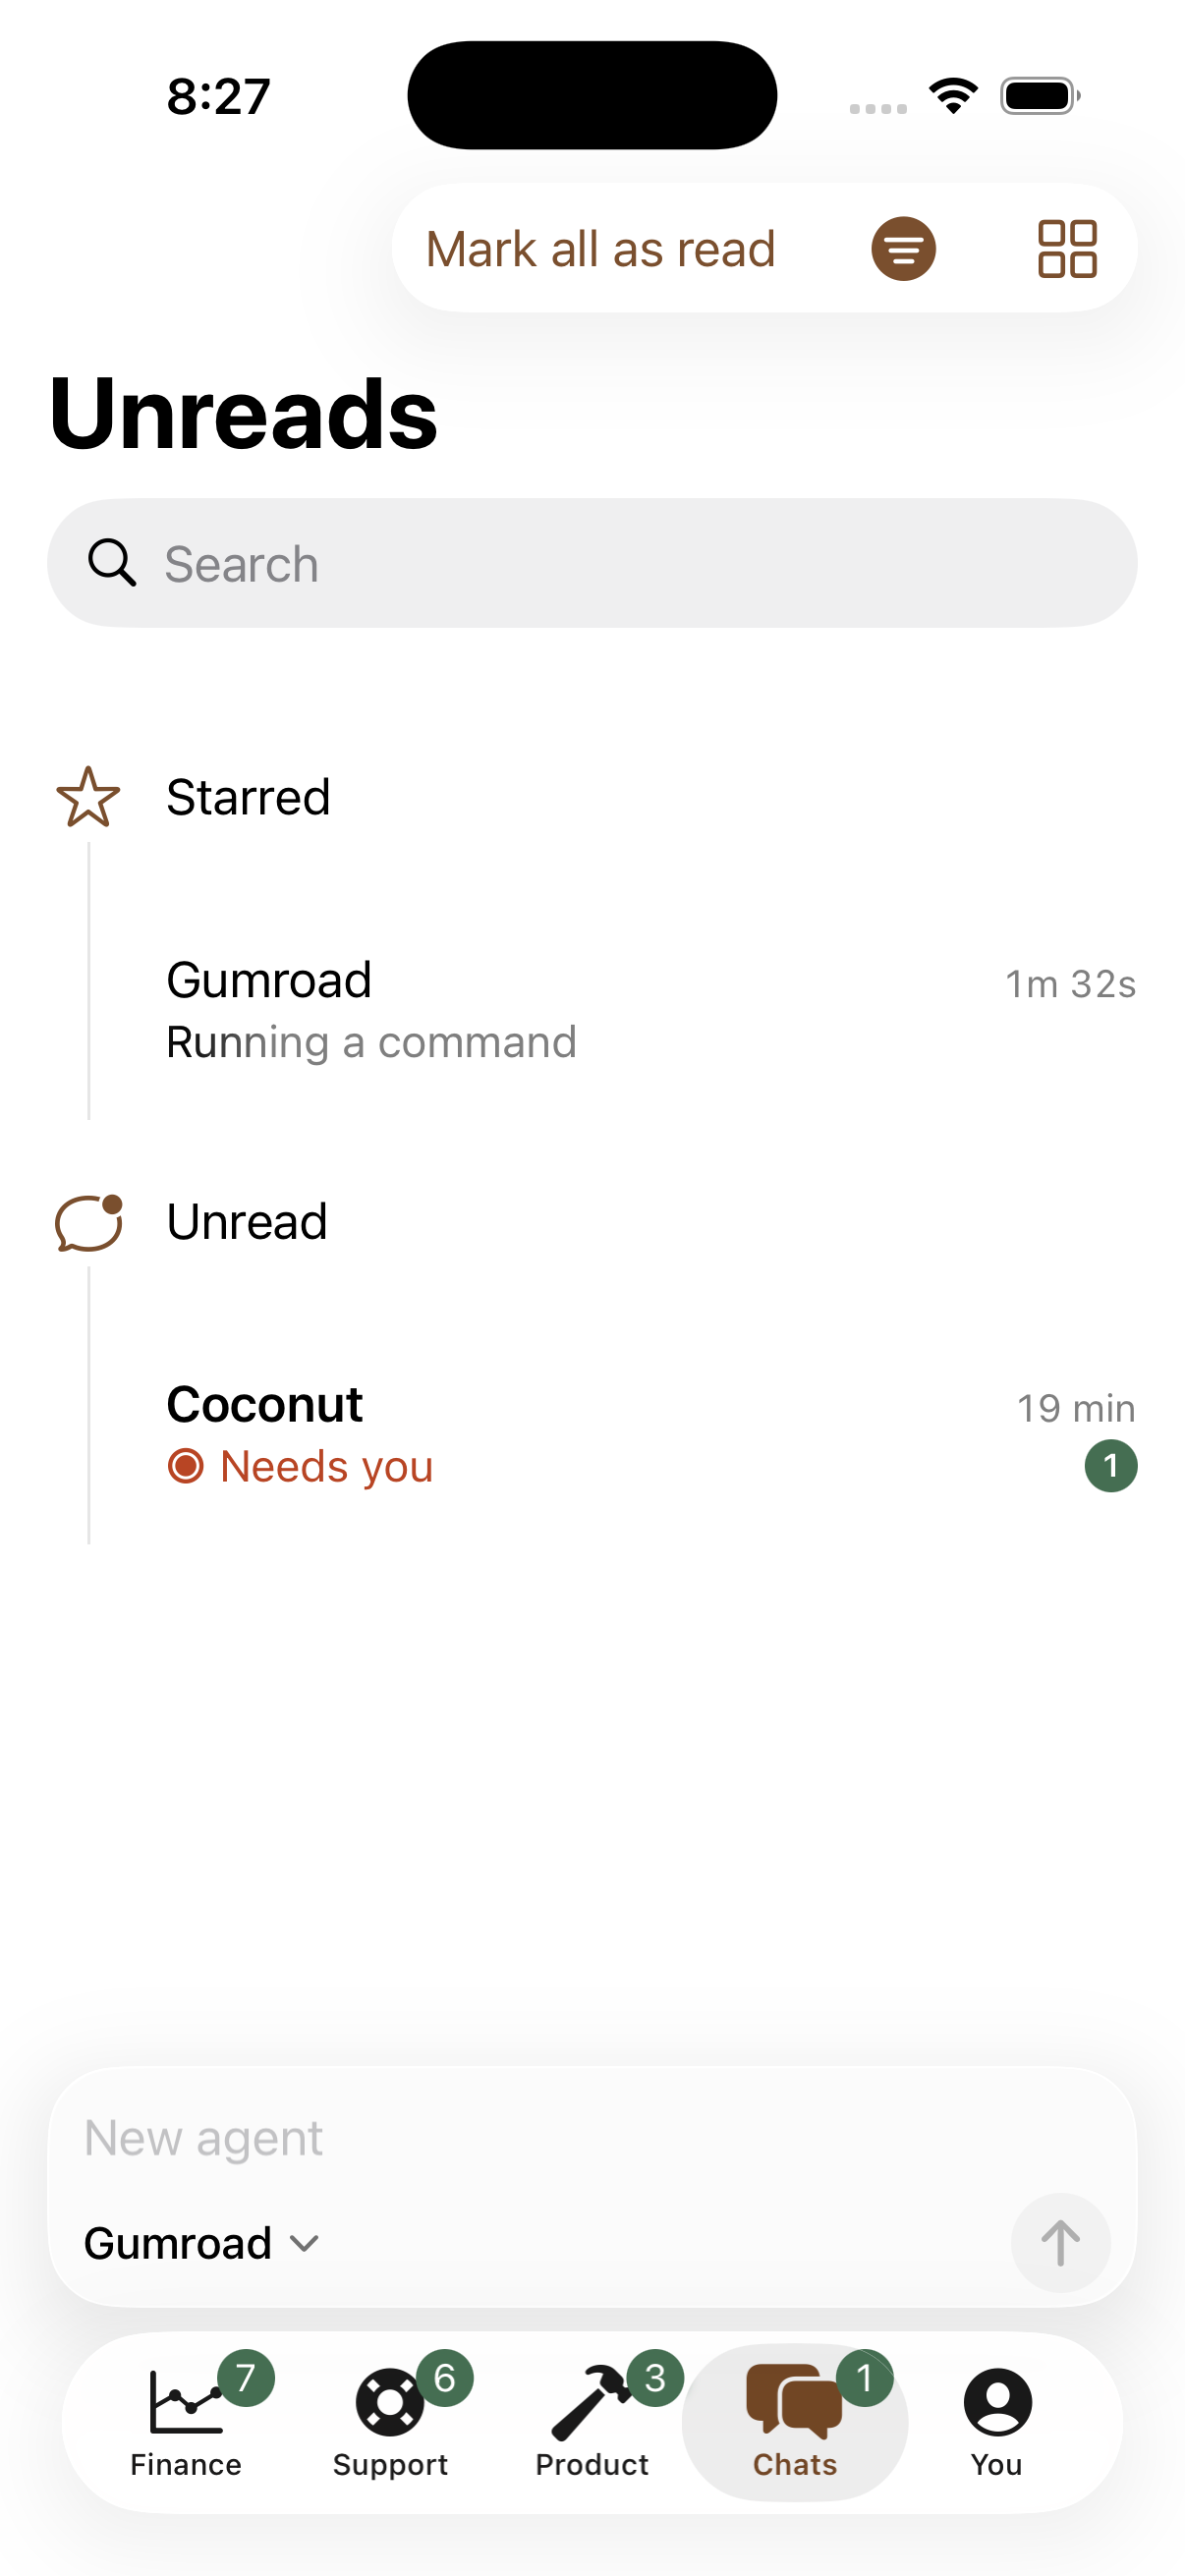 8:27
Mark all as read
Unreads
Search
Starred
Gumroad
1m 32s
Running a command
Unread
Coconut
19 min
Needs you
1
New agent
Gumroad
7
6
3
1
Finance
Support
Product
Chats
You